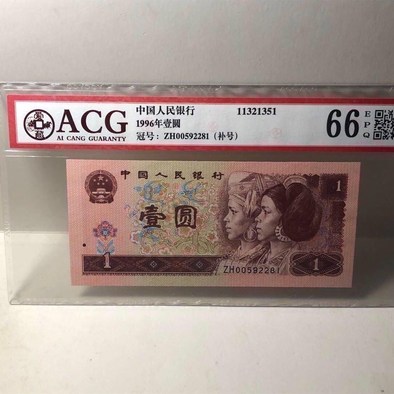 ACG
AI CANG GUARANTY
中国人民银行
11321351
1996年壹圆
冠号：ZH00592281（补号）
66
EPQ
中国人民银行
1
壹圆
ZH00592281
1
1